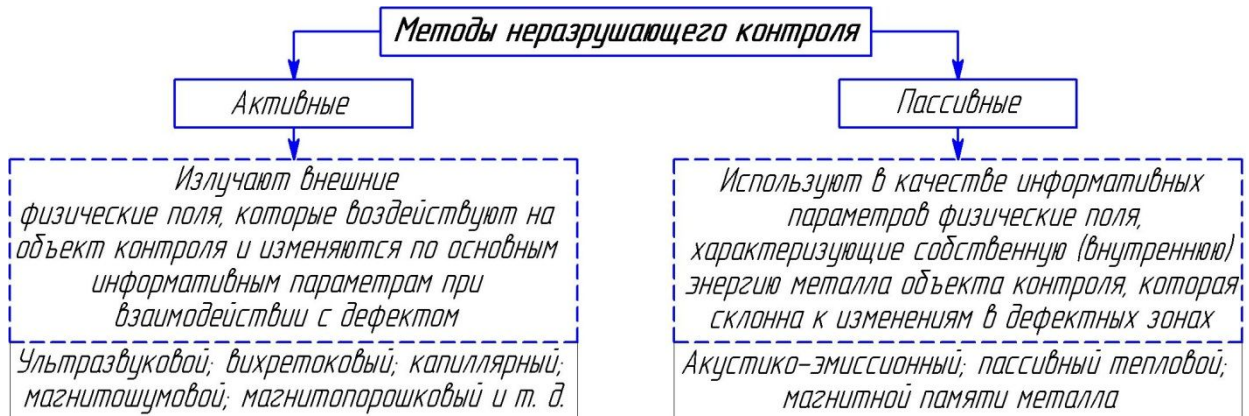 Методы неразрушающего контроля
Активные
Пассивные
Излучают внешние
физические поля, которые воздействуют на
объект контроля и изменяются по основным
информативным параметрам при
взаимодействии с дефектом
Ультразвуковой; вихретоковый; капиллярный;
магнитошумовой; магнитопорошковый и т. д.
Используют в качестве информативных
параметров физические поля,
характеризующие собственную (внутреннюю)
энергию металла объекта контроля, которая
склонна к изменениям в дефектных зонах
Акустико-эмиссионный; пассивный тепловой;
магнитной памяти металла